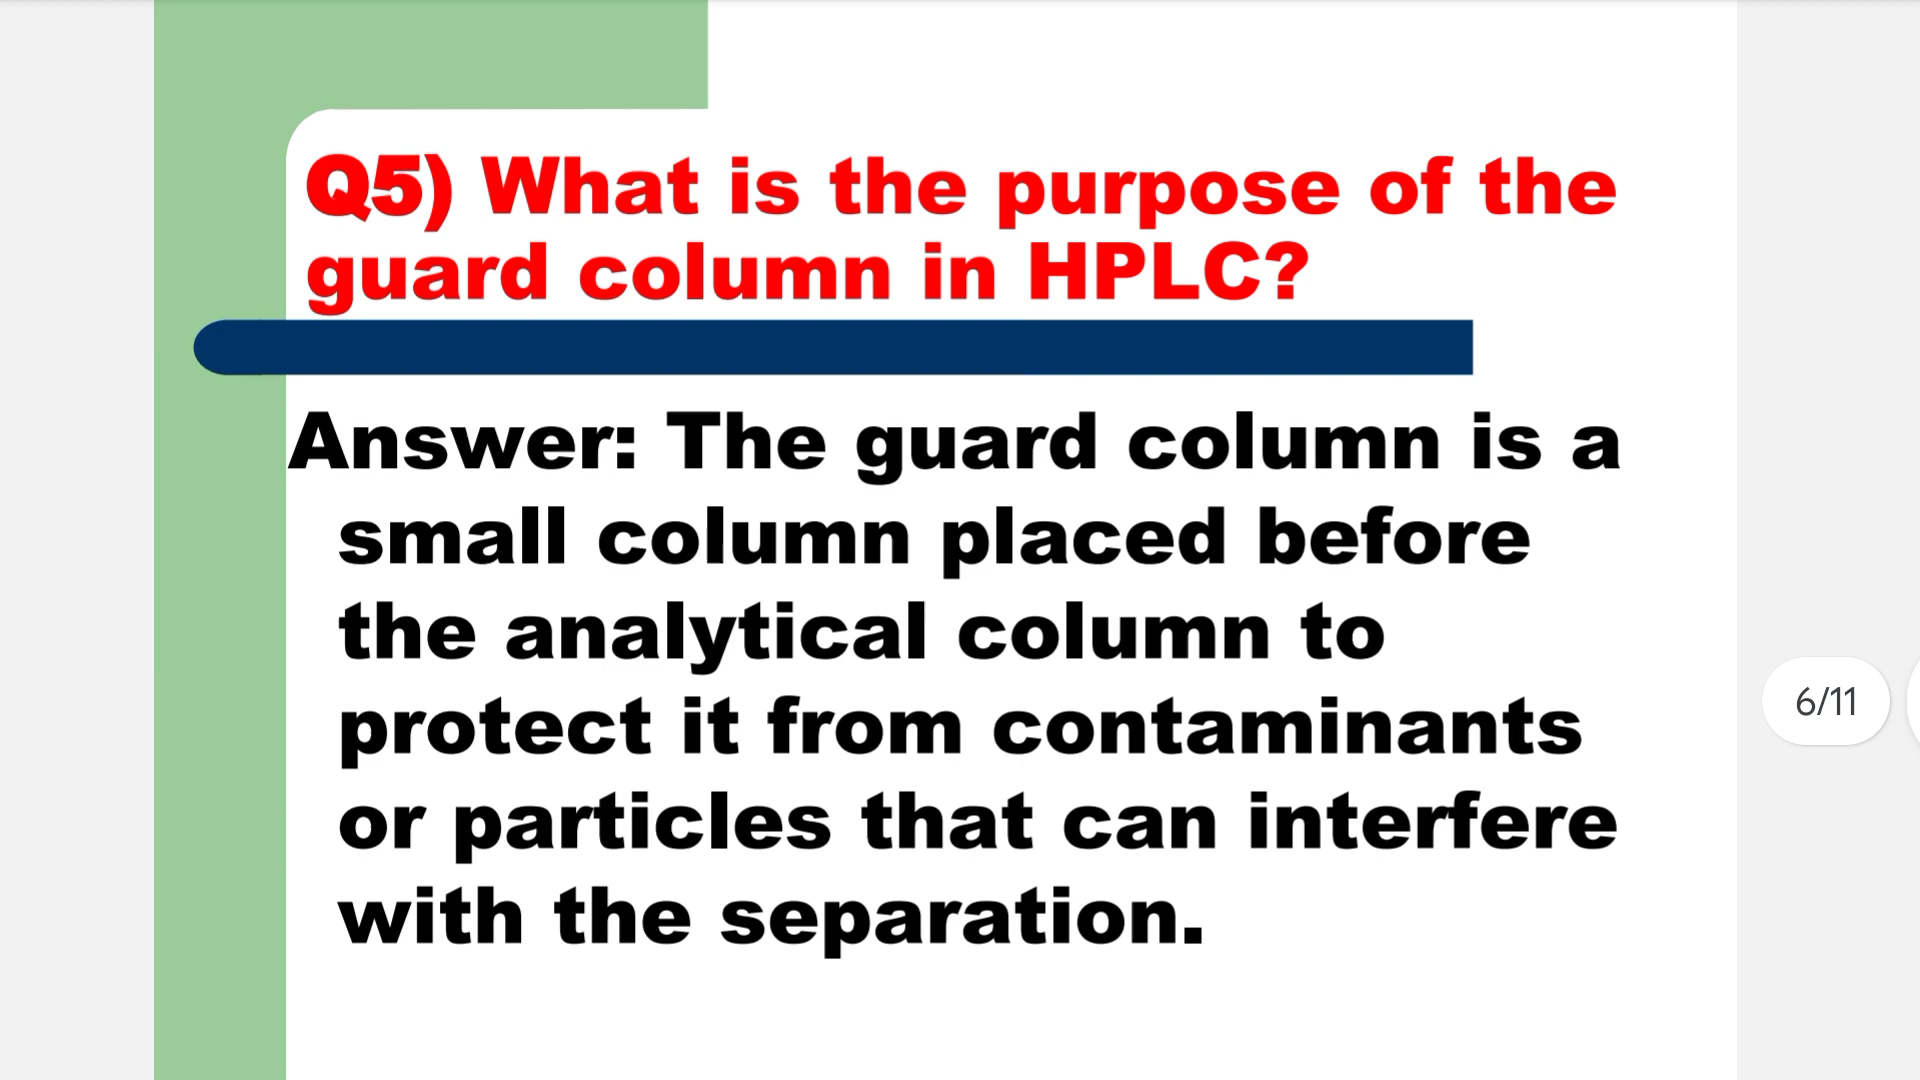 Q5) What is the purpose of the
guard column in HPLC?
Answer: The guard column is a
small column placed before
the analytical column to
protect it from contaminants
or particles that can interfere
with the separation.
6/11